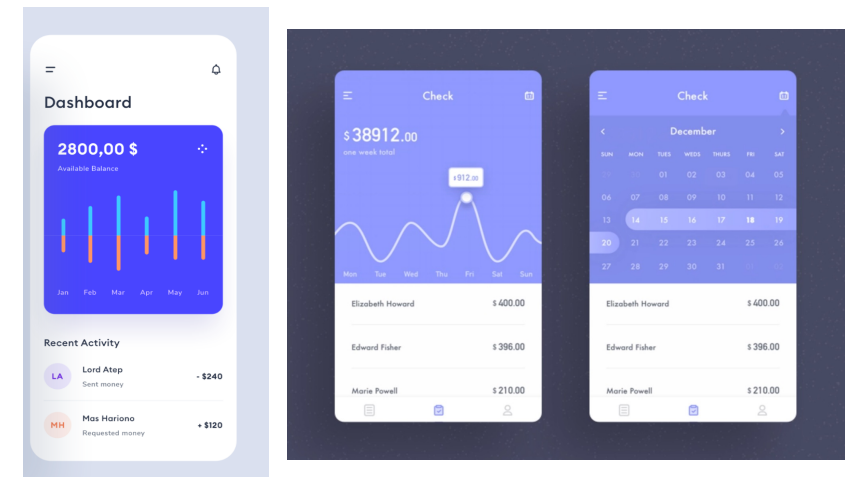 Dashboard
2800,00 $
Available Balance
Jan Feb Mar Apr May Jun
Recent Activity
LA Lord Atep - $240
Sent money
MH Mas Hariono + $120
Requested money
Check
$38912.00
one week total
$912.00
Mon Tue Wed Thu Fri Sat Sun
Elizabeth Howard $400.00
Edward Fisher $396.00
Marie Powell $210.00
Check
< December >
SUN MON TUES WEDS THURS FRI SAT
01 02 03 04 05
06 07 08 09 10 11 12
13 14 15 16 17 18 19
20 21 22 23 24 25 26
27 28 29 30 31
Elizabeth Howard $400.00
Edward Fisher $396.00
Marie Powell $210.00